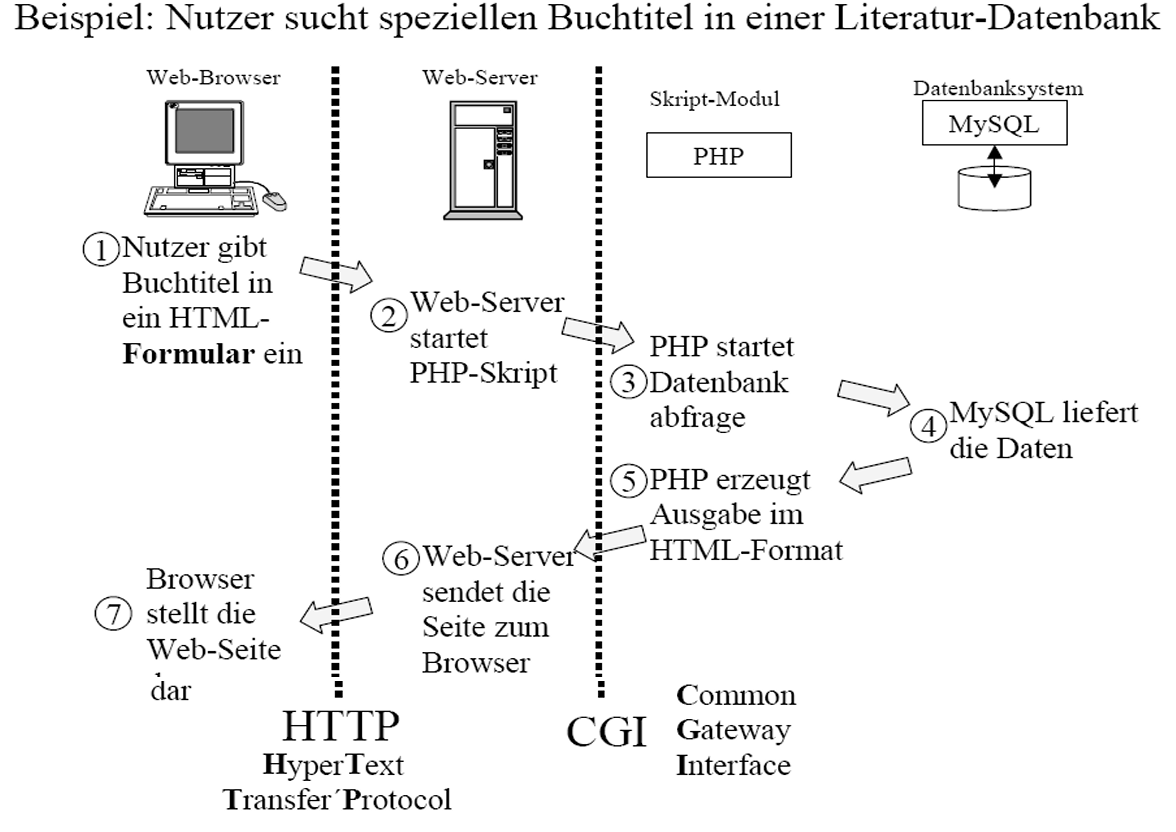 Beispiel: Nutzer sucht speziellen Buchtitel in einer Literatur-Datenbank
Web-Browser
Web-Server
Skript-Modul
PHP
Datenbanksystem
MySQL
1 Nutzer gibt
Buchtitel in
ein HTML-
Formular ein
2 Web-Server
startet
PHP-Skript
PHP startet
3 Datenbank
abfrage
4 MySQL liefert
die Daten
5 PHP erzeugt
Ausgabe im
HTML-Format
6 Web-Server
sendet die
Seite zum
Browser
Browser
7 stellt die
Web-Seite
dar
HTTP
HyperText
Transfer´Protocol
CGI
Common
Gateway
Interface